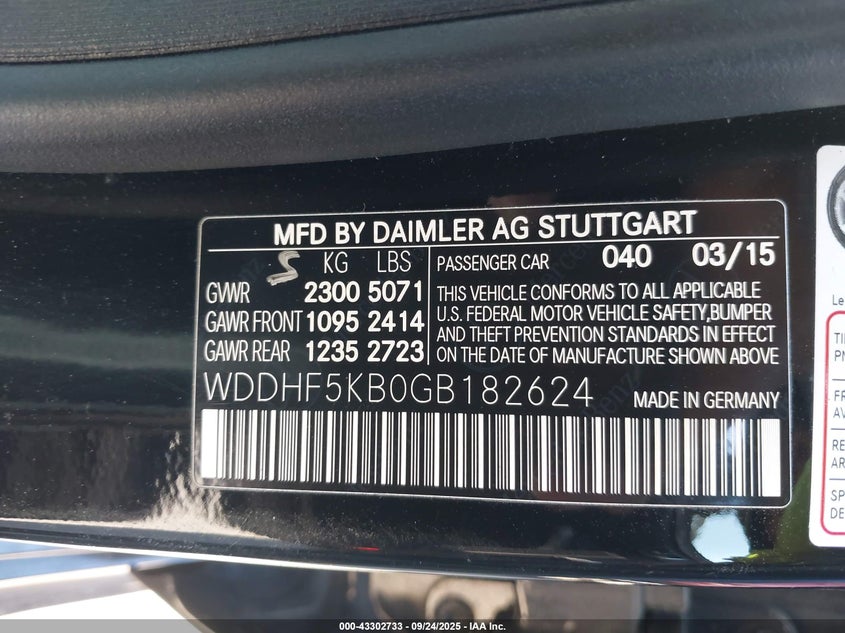 MFD BY DAIMLER AG STUTTGART
S KG LBS
GWVR 2300 5071
GAWR FRONT 1095 2414
GAWR REAR 1235 2723
PASSENGER CAR 040 03/15
THIS VEHICLE CONFORMS TO ALL APPLICABLE
U.S. FEDERAL MOTOR VEHICLE SAFETY,BUMPER
AND THEFT PREVENTION STANDARDS IN EFFECT
ON THE DATE OF MANUFACTURE SHOWN ABOVE
WDDHF5KB0GB182624 MADE IN GERMANY
000-43302733 - 09/24/2025 - IAA Inc.